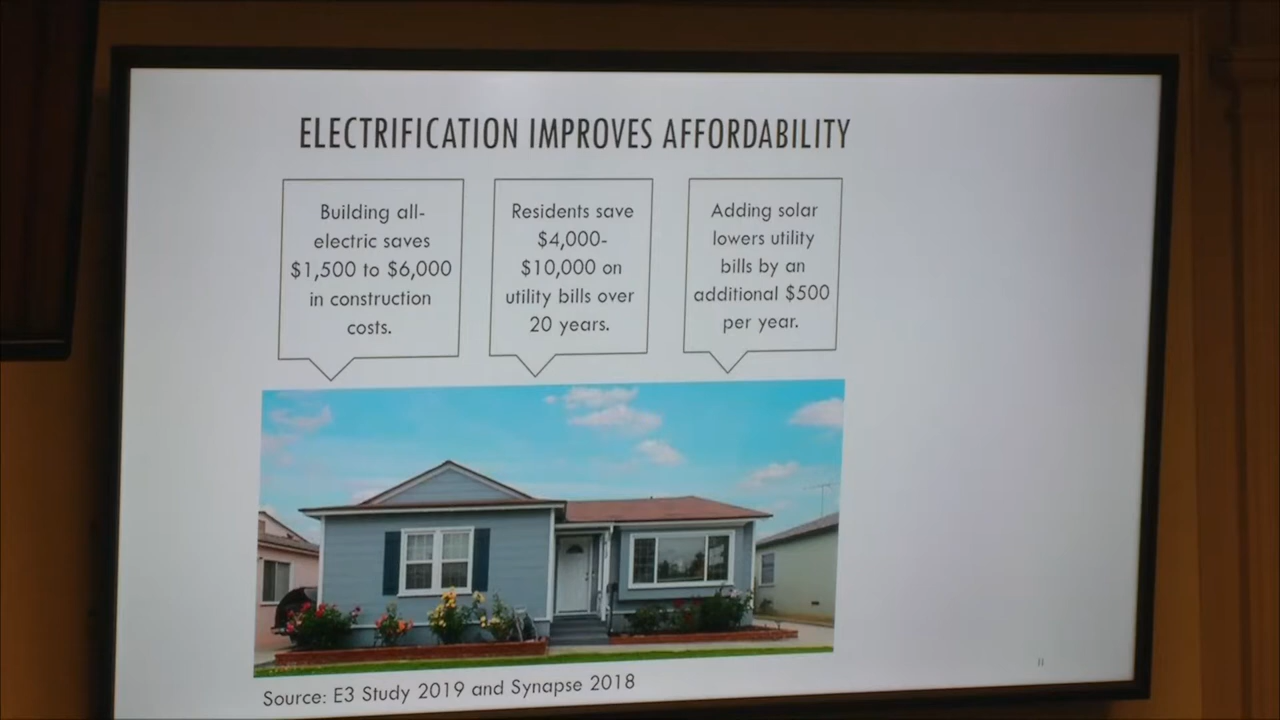 ELECTRIFICATION IMPROVES AFFORDABILITY
Building all-
electric saves
$1,500 to $6,000
in construction
costs.
Residents save
$4,000-
$10,000 on
utility bills over
20 years.
Adding solar
lowers utility
bills by an
additional $500
per year.
Source: E3 Study 2019 and Synapse 2018
11